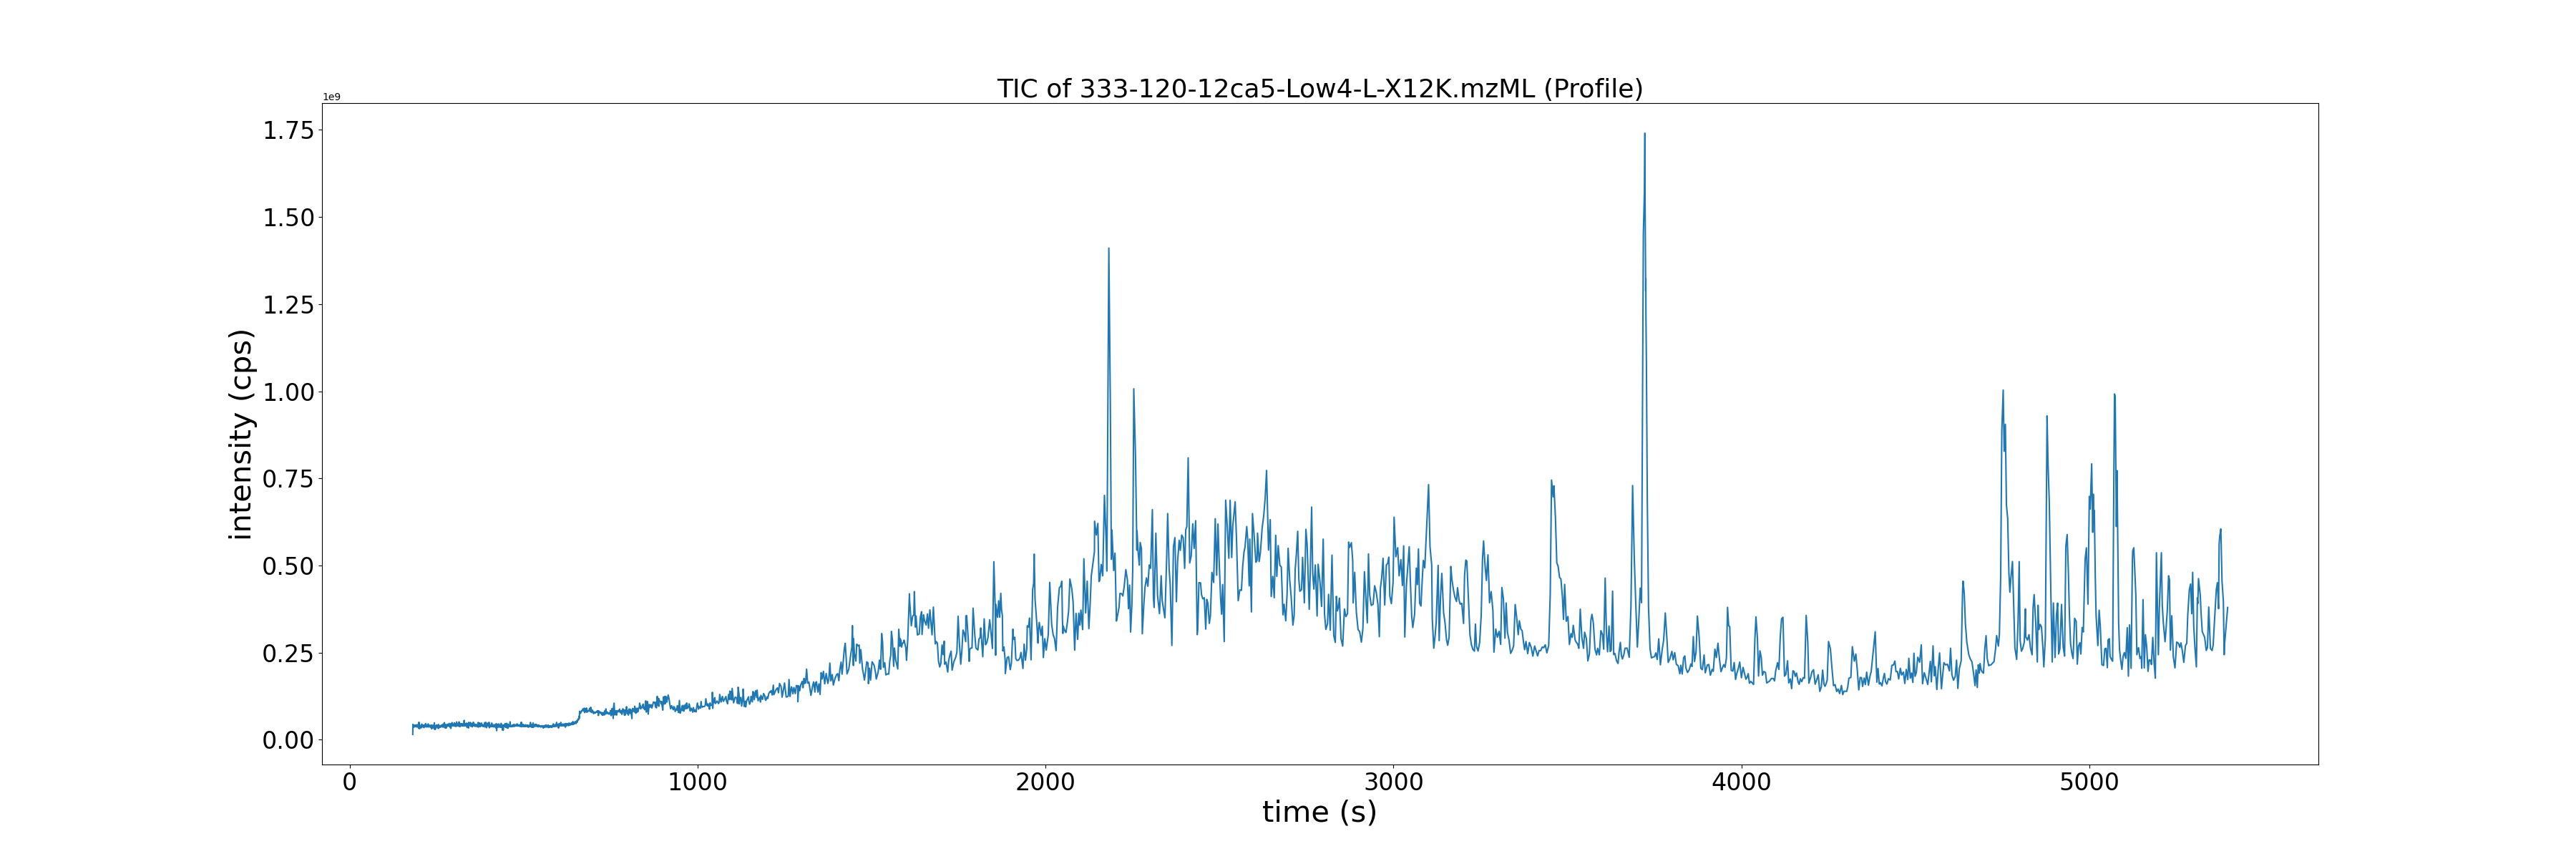 TIC of 333-120-12ca5-Low4-L-X12K.mzML (Profile)
1e9
1.75
1.50
1.25
1.00
0.75
0.50
0.25
0.00
intensity (cps)
0 1000 2000 3000 4000 5000
time (s)